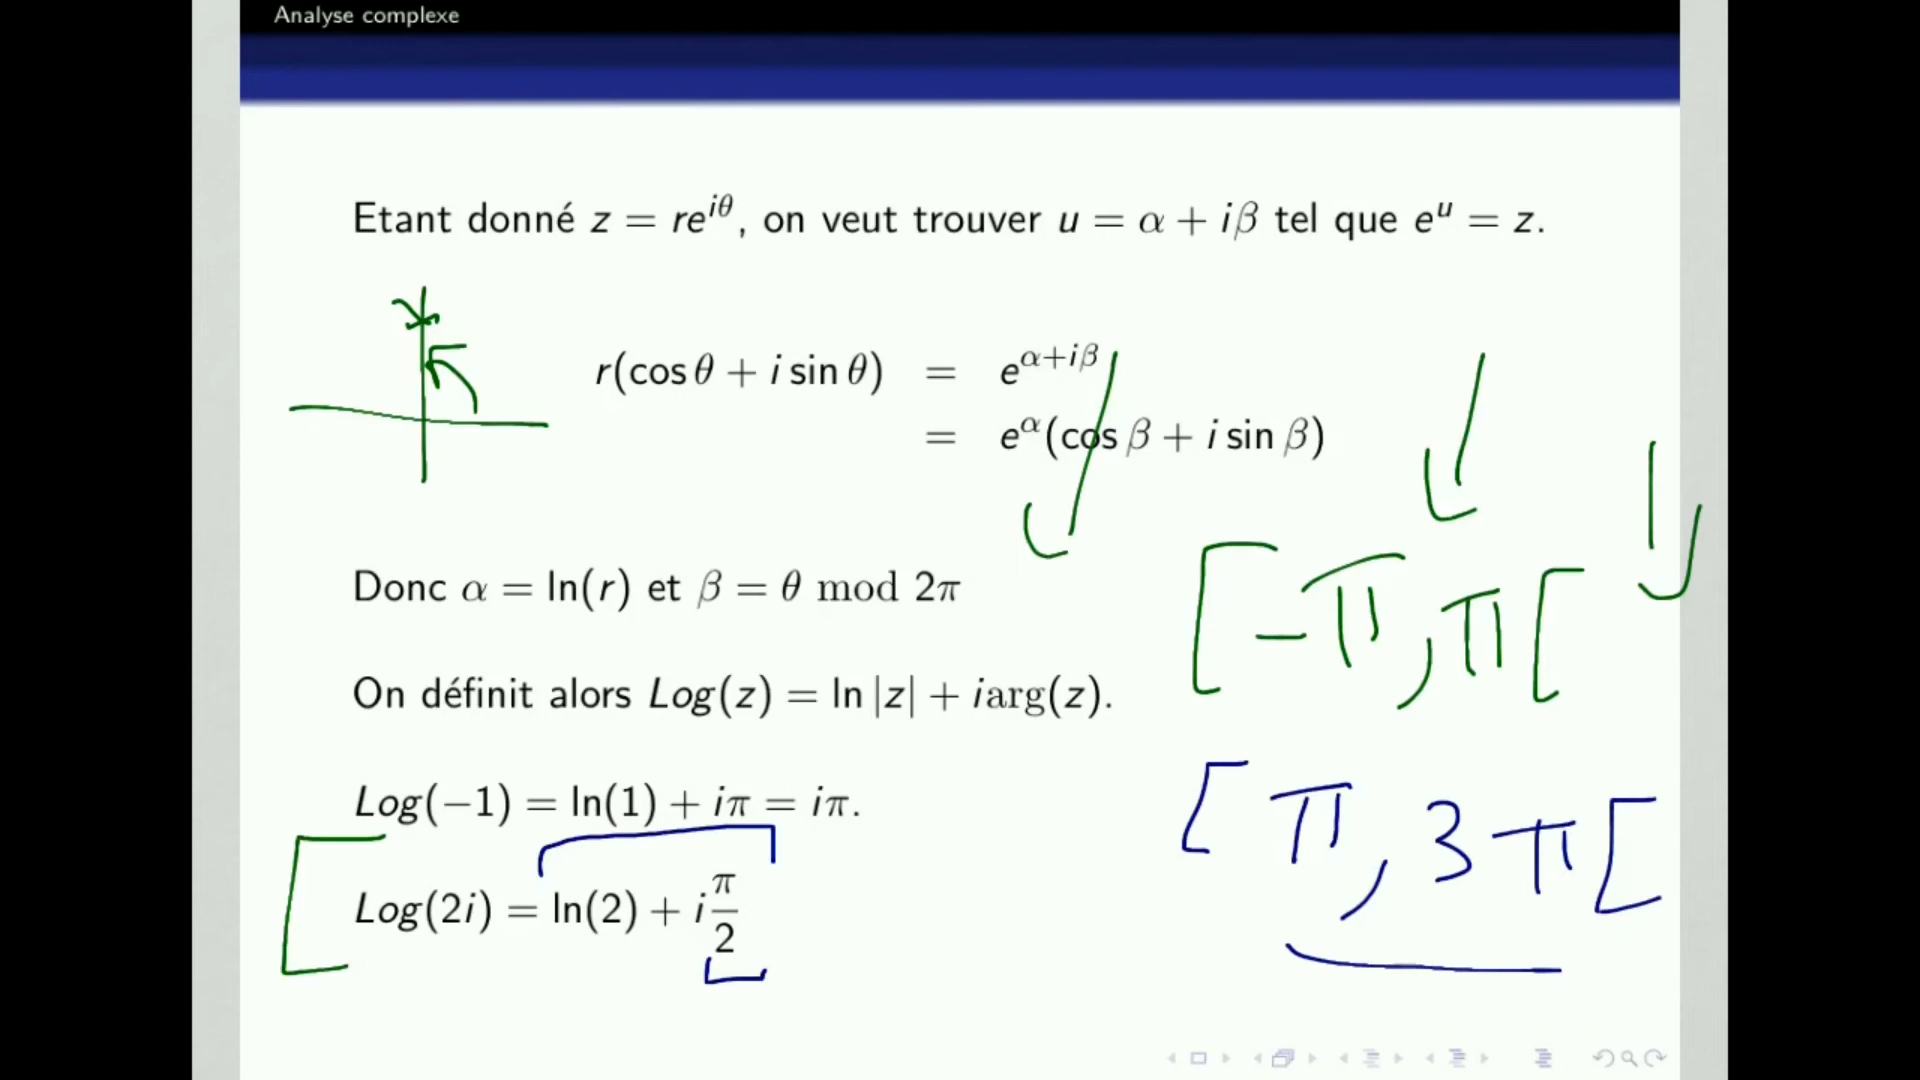 Analyse complexe
Etant donné z = re^{iθ}, on veut trouver u = α + iβ tel que e^u = z.
r(cos θ + i sin θ) = e^{α+iβ}
= e^α(cos β + i sin β)
Donc α = ln(r) et β = θ mod 2π
[-π, π[
On définit alors Log(z) = ln |z| + iarg(z).
Log(−1) = ln(1) + iπ = iπ.
[π, 3π[
Log(2i) = ln(2) + i\frac{π}{2}